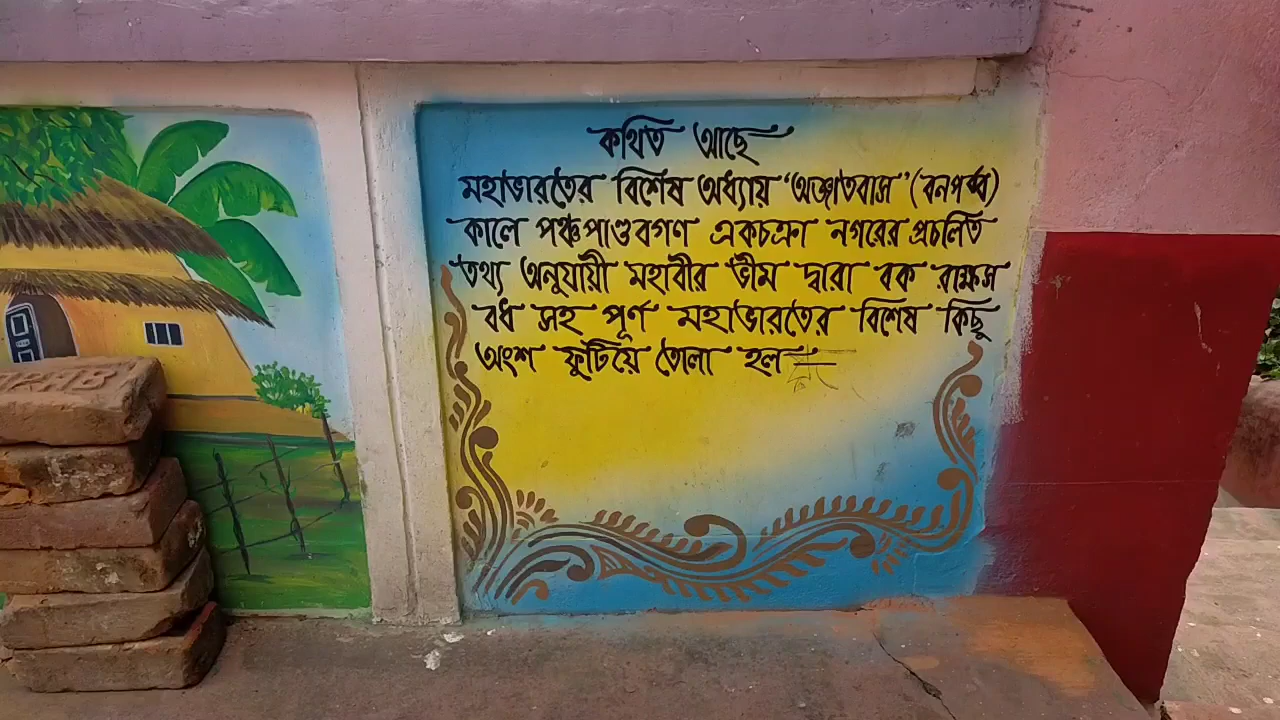 কথিত আছে
মহাভারতের বিশেষ অধ্যায় ‘অজ্ঞাতবাস’’ (বনপর্ব্ব)
কালে পঞ্চপাণ্ডবগণ একচক্রা নগরের প্রচলিত
তথ্য অনুযায়ী মহাবীর ভীম দ্বারা বক রাক্ষস
বধ সহ পূর্ণ মহাভারতের বিশেষ কিছু
অংশ ফুটিয়ে তোলা হল—